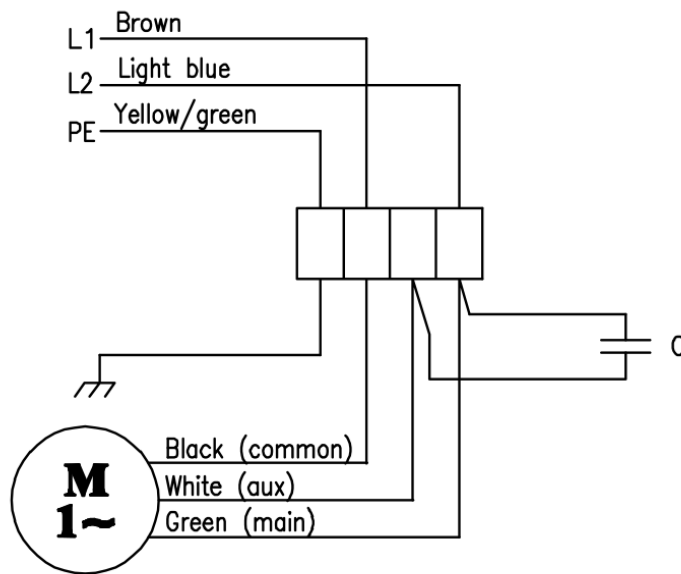 L1 Brown
L2 Light blue
PE Yellow/green
C
Black (common)
White (aux)
Green (main)
M
1~